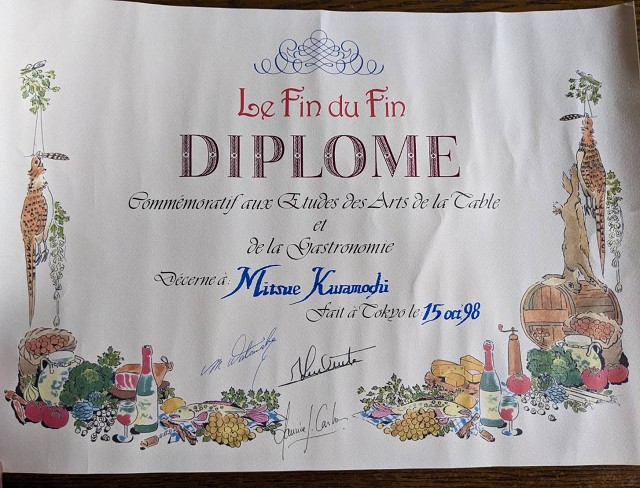 Le Fin du Fin
DIPLOME
Commémoratif aux Etudes des Arts de la Table
et
de la Gastronomie
Décerne à: Mitsue Kuramochi
Fait à Tokyo le 15 oct '98